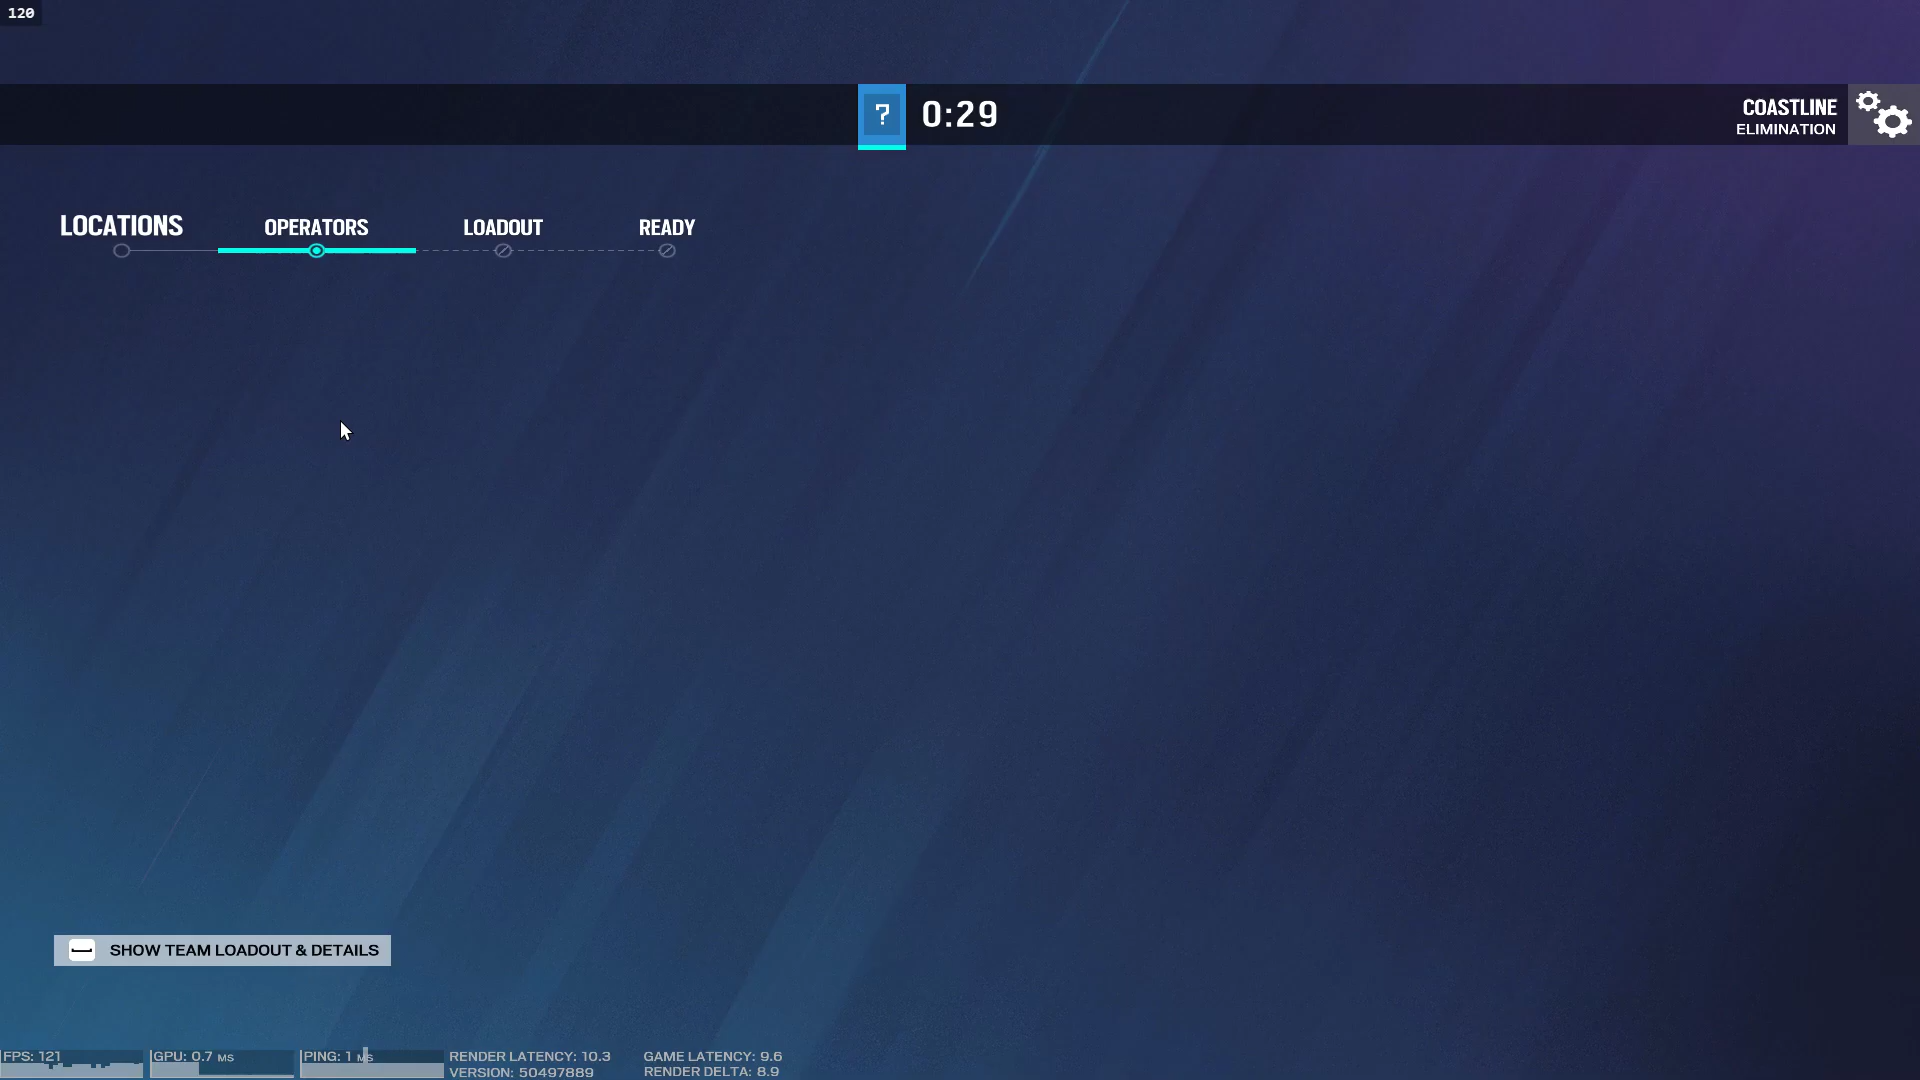 120
?
0:29
COASTLINE
ELIMINATION
LOCATIONS
OPERATORS
LOADOUT
READY
SHOW TEAM LOADOUT & DETAILS
FPS: 121
GPU: 0.7 MS
PING: 1 MS
RENDER LATENCY: 10.3
GAME LATENCY: 9.6
VERSION: 50497889
RENDER DELTA: 8.9